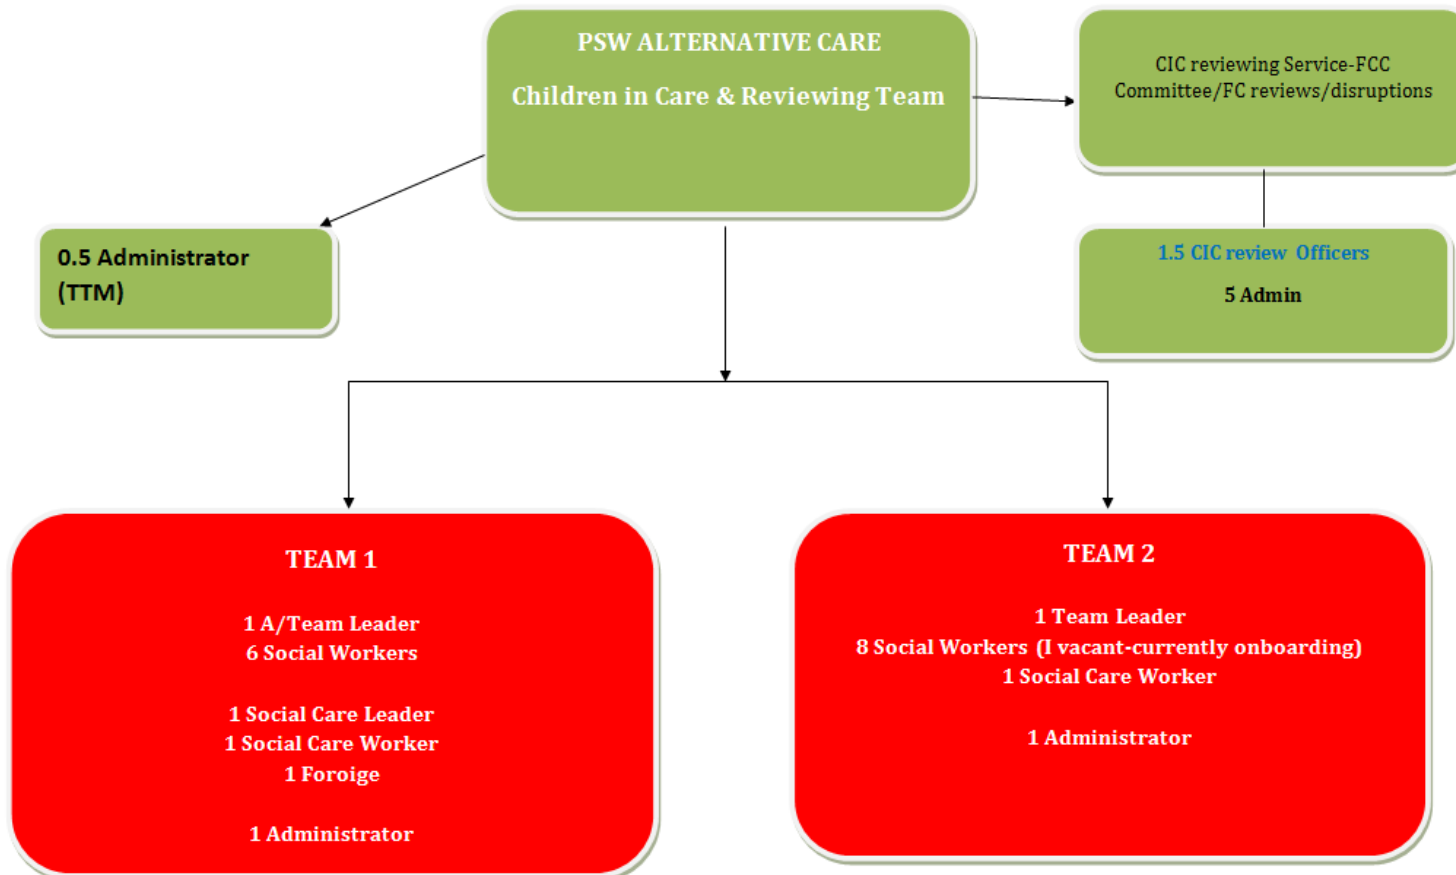 PSW ALTERNATIVE CARE
Children in Care & Reviewing Team
CIC reviewing Service-FCC
Committee/FC reviews/disruptions
0.5 Administrator
(TTM)
1.5 CIC review Officers
5 Admin
TEAM 1
1 A/Team Leader
6 Social Workers
1 Social Care Leader
1 Social Care Worker
1 Foroige
1 Administrator
TEAM 2
1 Team Leader
8 Social Workers (I vacant-currently onboarding)
1 Social Care Worker
1 Administrator